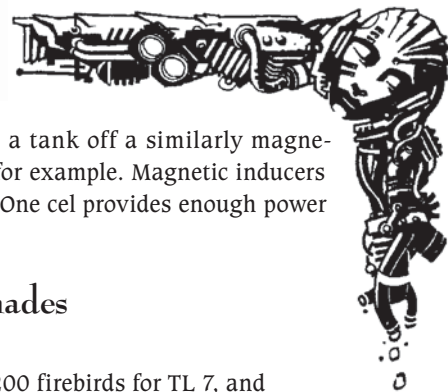 a tank off a similarly magne-
for example. Magnetic inducers
One cel provides enough power
nades
200 firebirds for TL 7, and